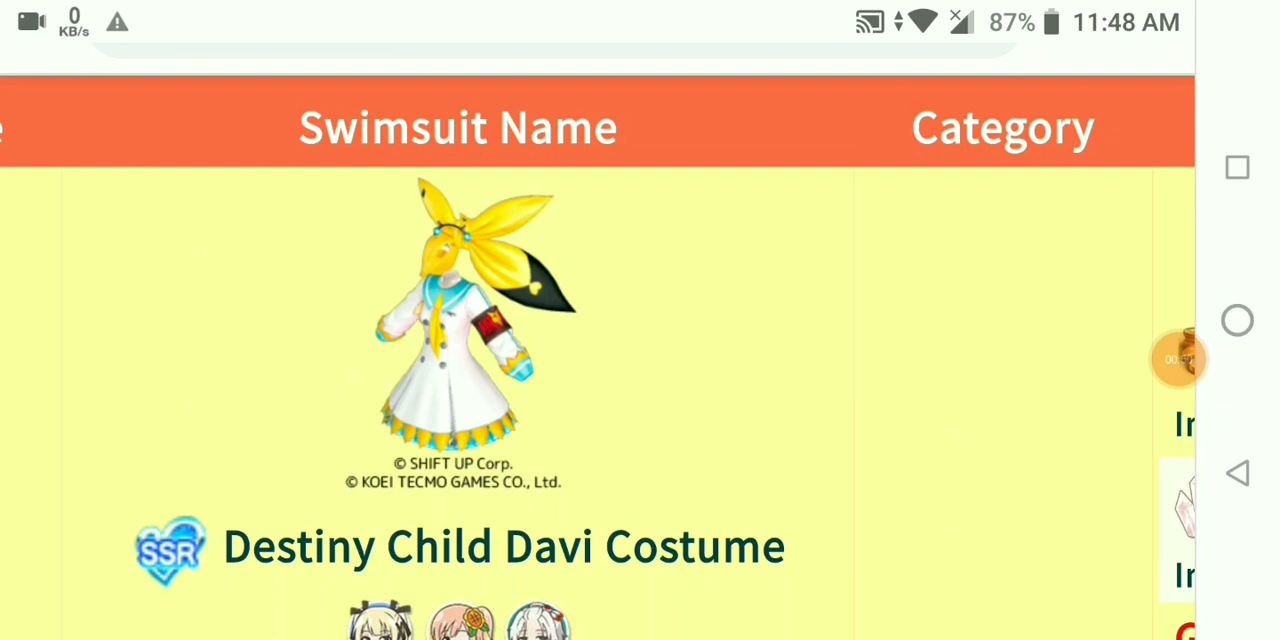 0
KB/s
87%
11:48 AM
Swimsuit Name
Category
© SHIFT UP Corp.
© KOEI TECMO GAMES CO., Ltd.
SSR
Destiny Child Davi Costume